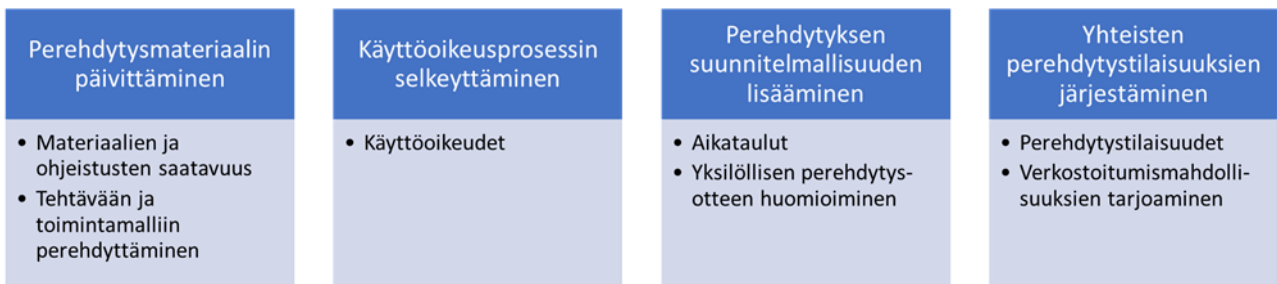 Perehdytysmateriaalin
päivittäminen
• Materiaalien ja
ohjeistusten saatavuus
• Tehtävään ja
toimintamalliin
perehdyttäminen
Käyttöoikeusprosessin
selkeyttäminen
• Käyttöoikeudet
Perehdytyksen
suunnitelmallisuuden
lisääminen
• Aikataulut
• Yksilöllisen perehdytys-
otteen huomioiminen
Yhteisten
perehdytystilaisuuksien
järjestäminen
• Perehdytystilaisuudet
• Verkostoitumismahdolli-
suuksien tarjoaminen